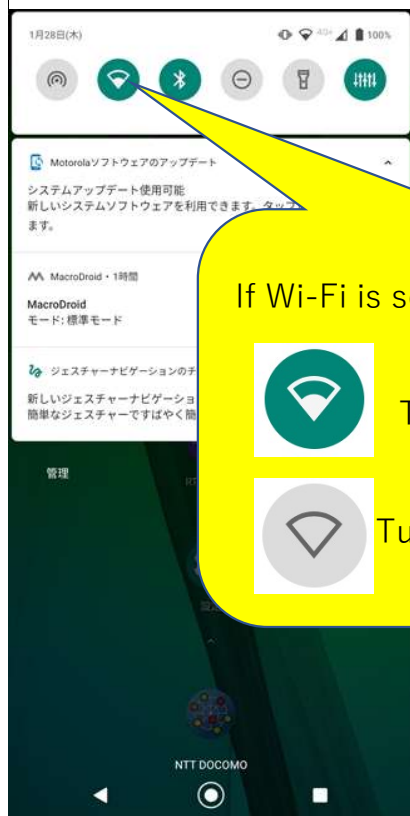 1月28日(木)
4G+
100%
Motorolaソフトウェアのアップデート
システムアップデート使用可能
新しいシステムソフトウェアを利用できます。タップ
ます。
MacroDroid・1時間
MacroDroid
モード: 標準モード
ジェスチャーナビゲーションのチ
新しいジェスチャーナビゲーショ
簡単なジェスチャーですばやく簡
If Wi-Fi is s
T
Tu
管理
NTT DOCOMO